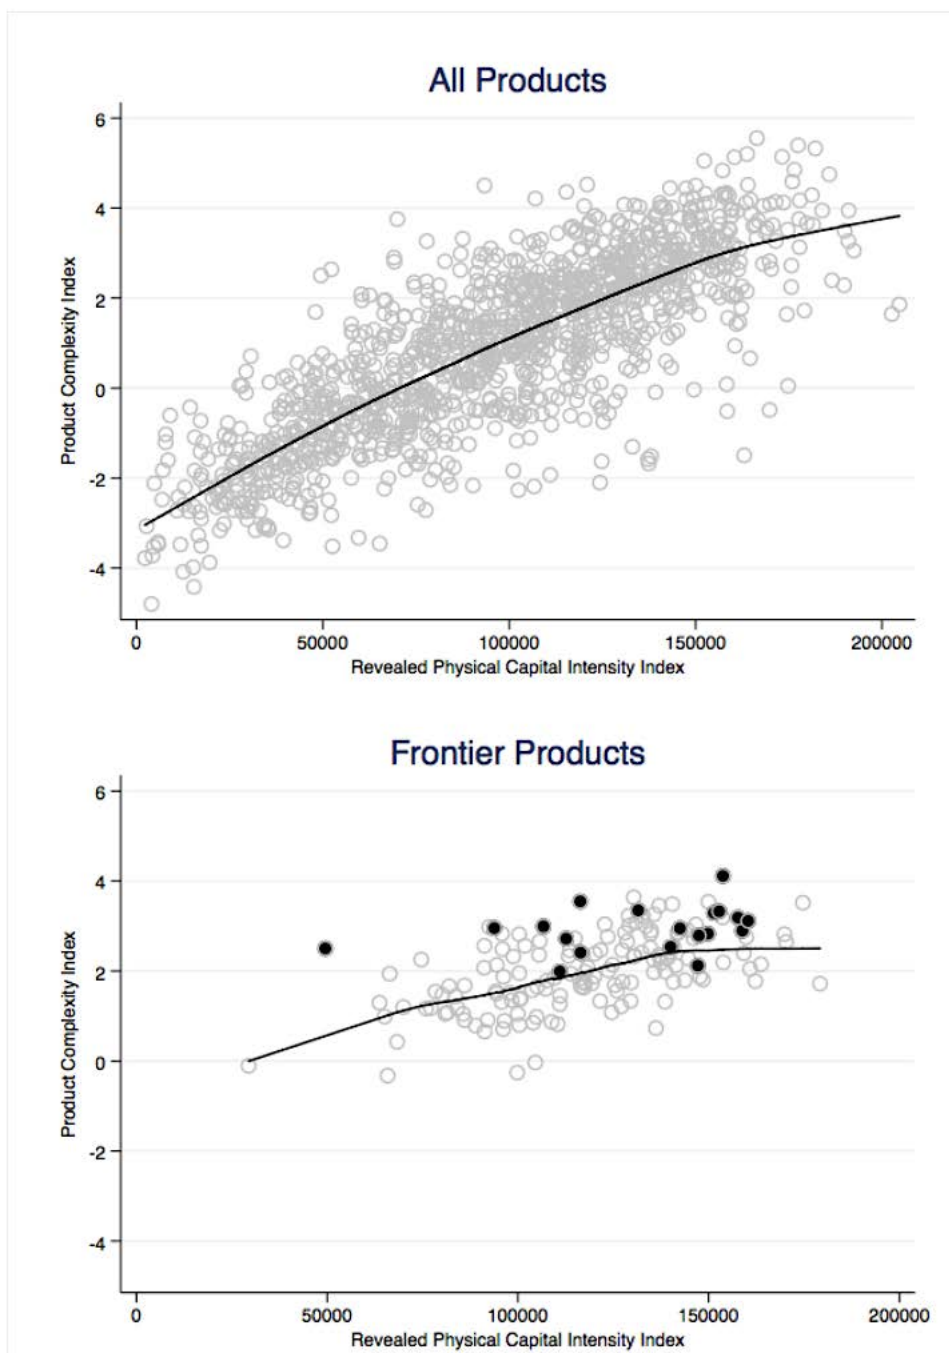 All Products
6
4
2
0
-2
-4
Product Complexity Index
0 50000 100000 150000 200000
Revealed Physical Capital Intensity Index
Frontier Products
6
4
2
0
-2
-4
Product Complexity Index
0 50000 100000 150000 200000
Revealed Physical Capital Intensity Index